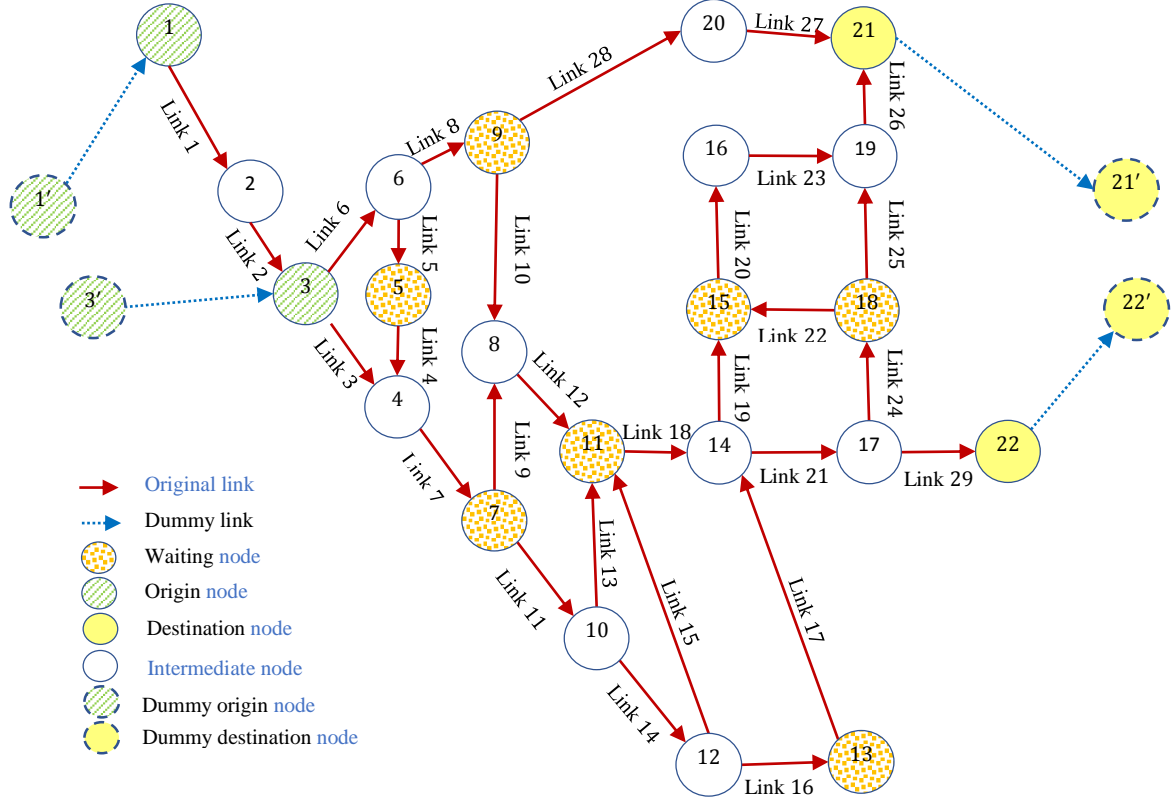 20
Link 27
21
1
Link 28
Link 1
Link 8
9
Link 26
16
19
6
Link 23
2
21′
1′
Link 6
Link 5
Link 10
Link 20
Link 25
Link 2
3′
3
5
15
18
22′
Link 22
8
Link 3
Link 4
Link 12
Link 19
Link 24
4
11
Link 18
14
17
22
Link 9
Link 21
Link 29
Link 7
Original link
7
Dummy link
Link 13
Waiting node
Link 11
Link 15
Link 17
Origin node
Destination node
10
Intermediate node
Link 14
Dummy origin node
Dummy destination node
12
13
Link 16